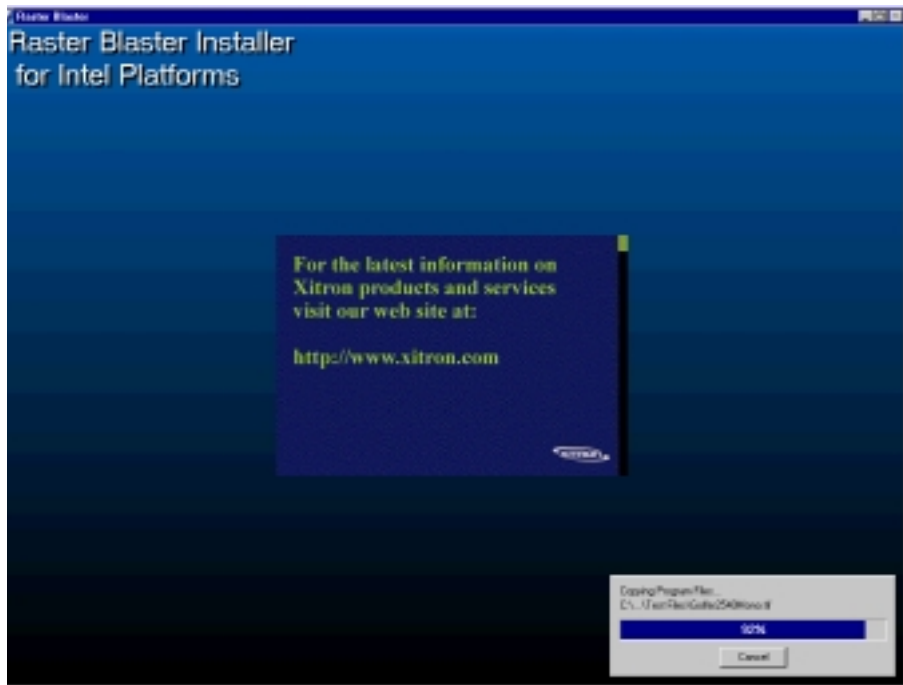 Raster Blaster
Raster Blaster Installer
for Intel Platforms
For the latest information on
Xitron products and services
visit our web site at:
http://www.xitron.com
Copying Program Files...
92%
Cancel